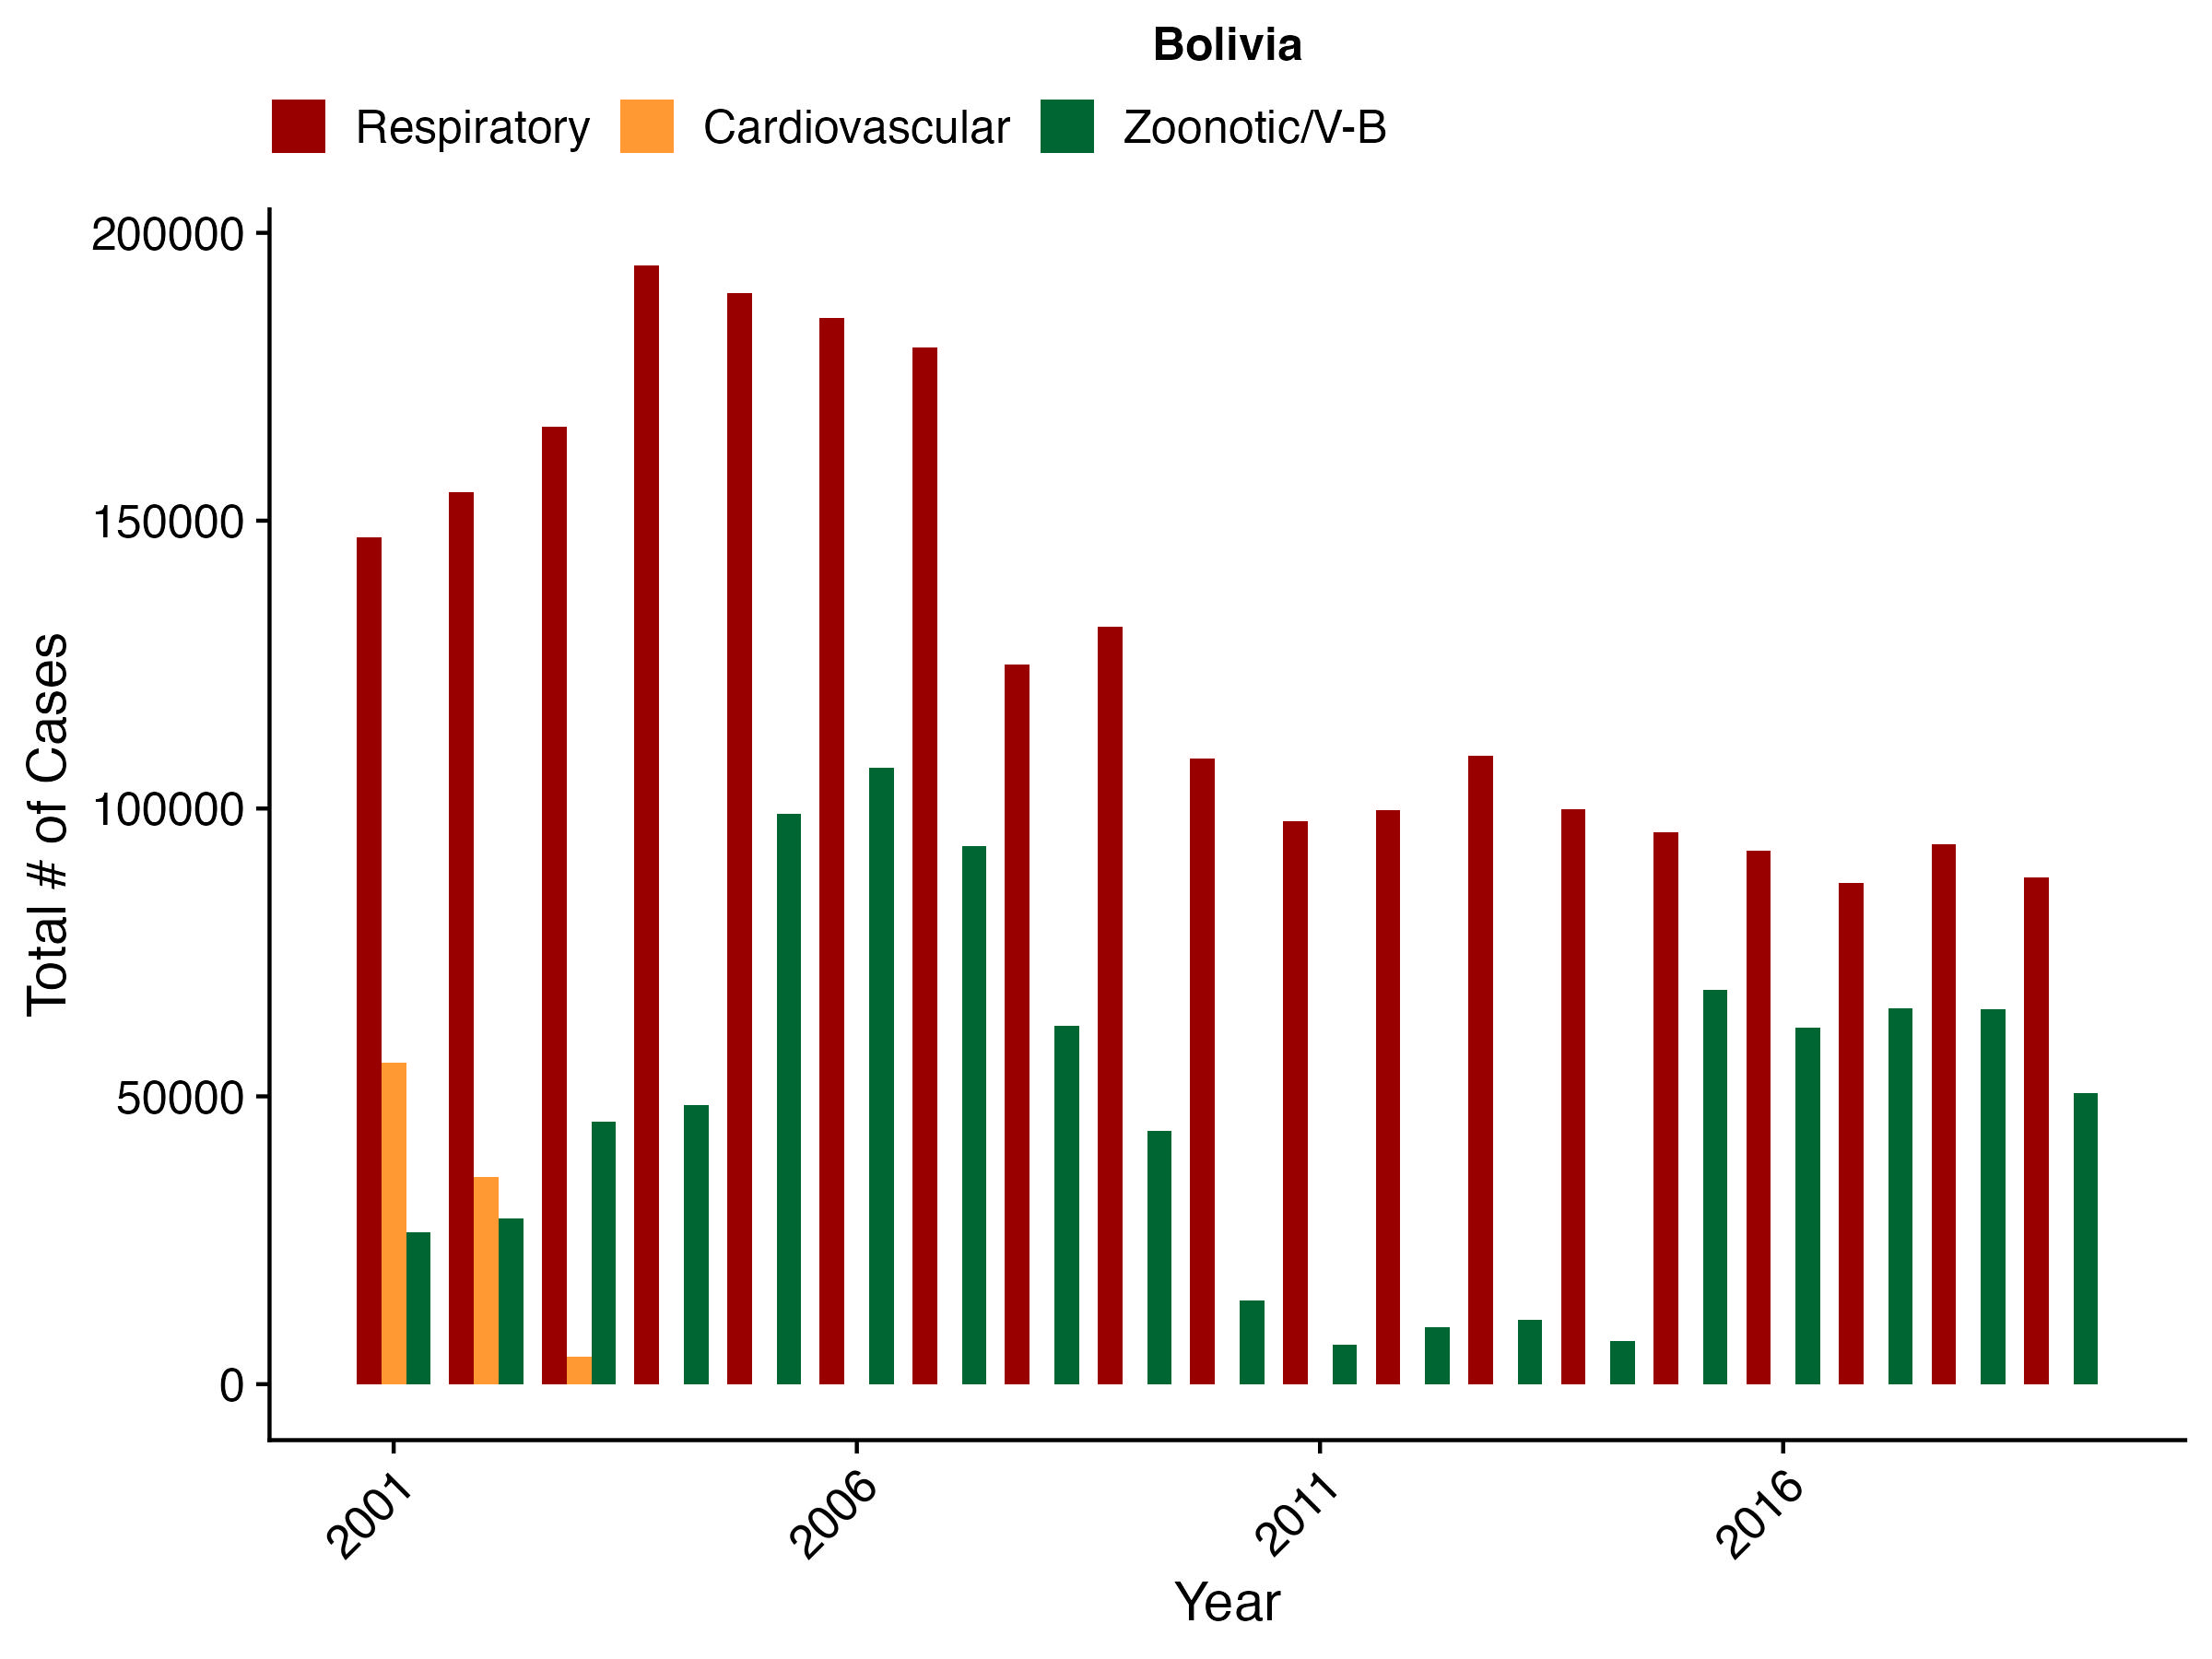 Bolivia
Respiratory Cardiovascular Zoonotic/V-B
200000
150000
100000
50000
0
Total # of Cases
2001 2006 2011 2016
Year